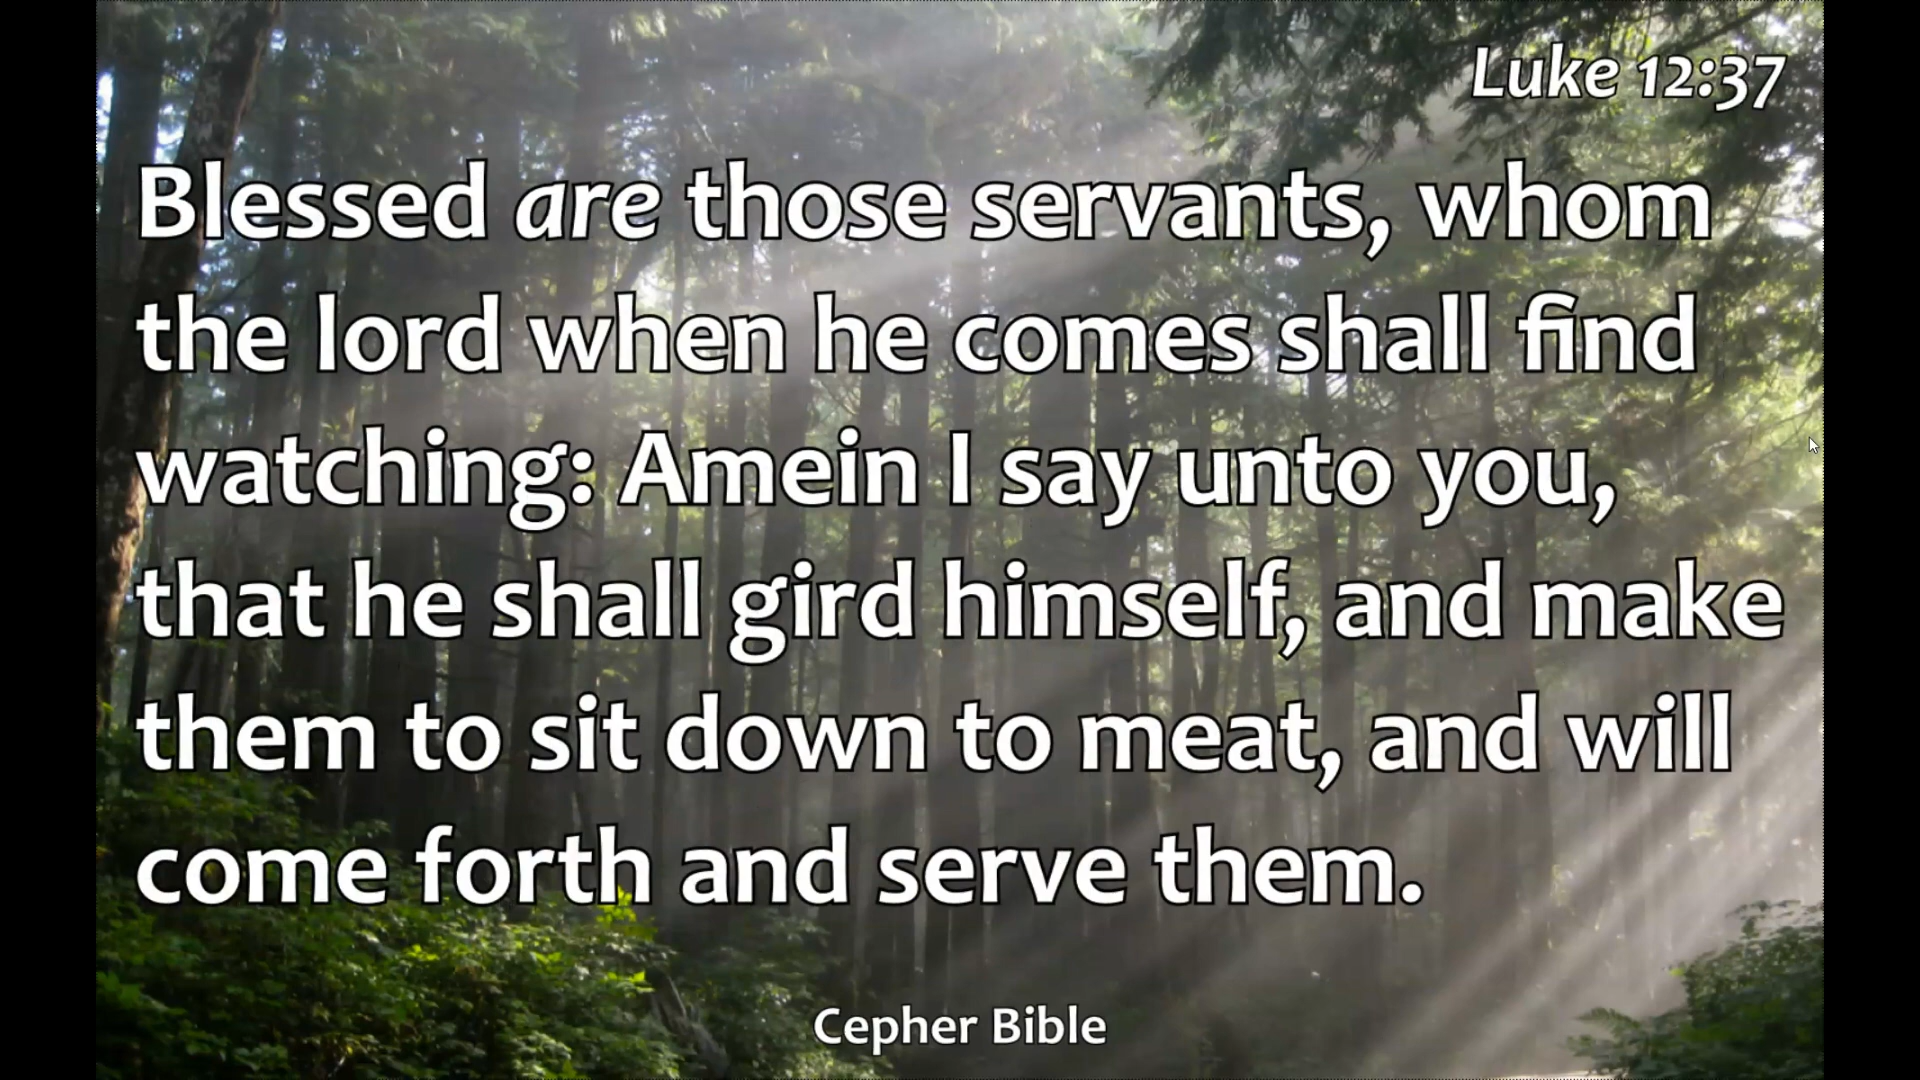 Luke 12:37
Blessed are those servants, whom
the lord when he comes shall find
watching: Amein I say unto you,
that he shall gird himself, and make
them to sit down to meat, and will
come forth and serve them.
Cepher Bible